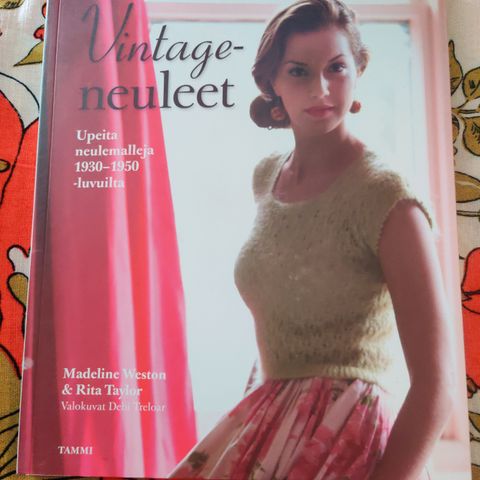 Vintage-
neuleet
Upeita
neulemalleja
1930–1950
-luvuilta
Madeline Weston
& Rita Taylor
Valokuvat Debi Treloar
TAMMI